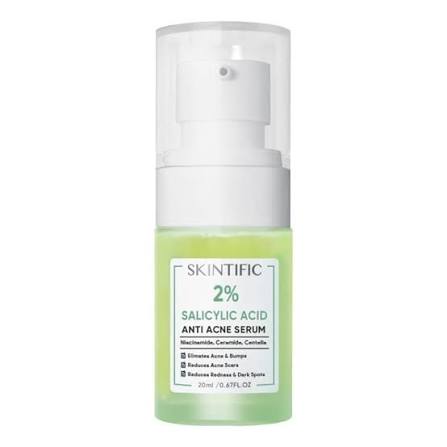 SKINTIFIC
2%
SALICYLIC ACID
ANTI ACNE SERUM
Niacinamide, Ceramide, Centella
Elimates Acne & Bumps
Reduces Acne Scars
Reduces Redness & Dark Spots
20ml / 0.67FL.OZ